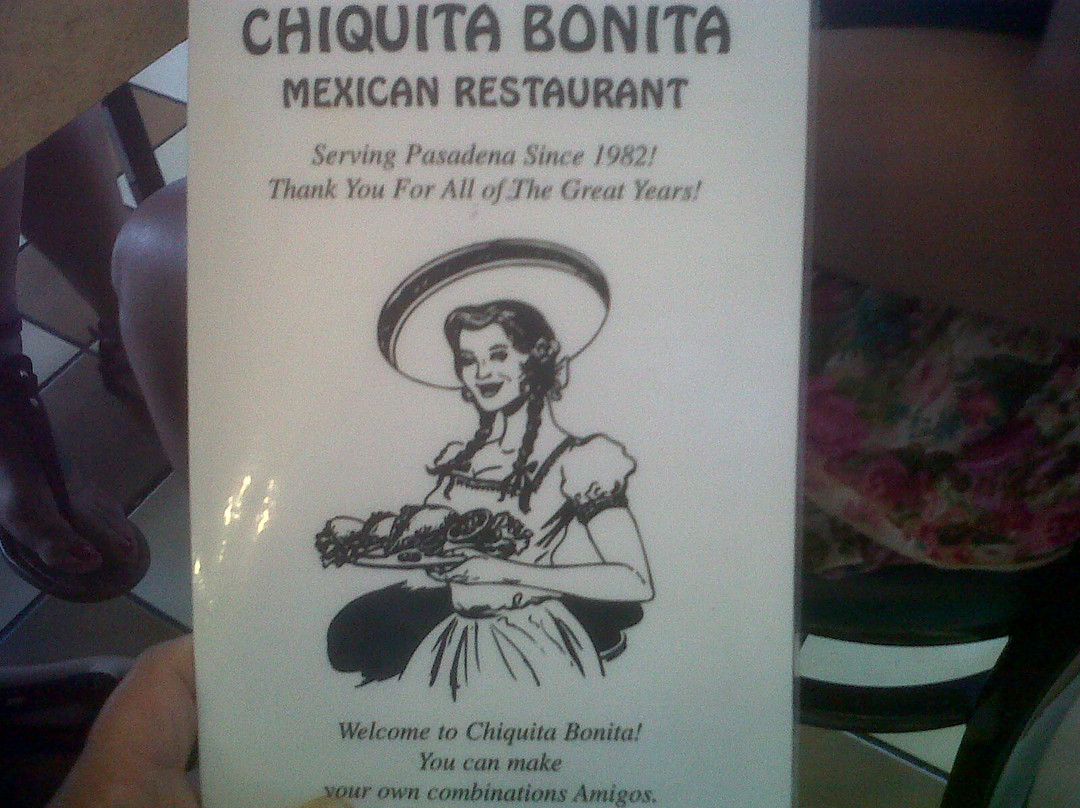 CHIQUITA BONITA
MEXICAN RESTAURANT
Serving Pasadena Since 1982!
Thank You For All of The Great Years!
Welcome to Chiquita Bonita!
You can make
your own combinations Amigos.